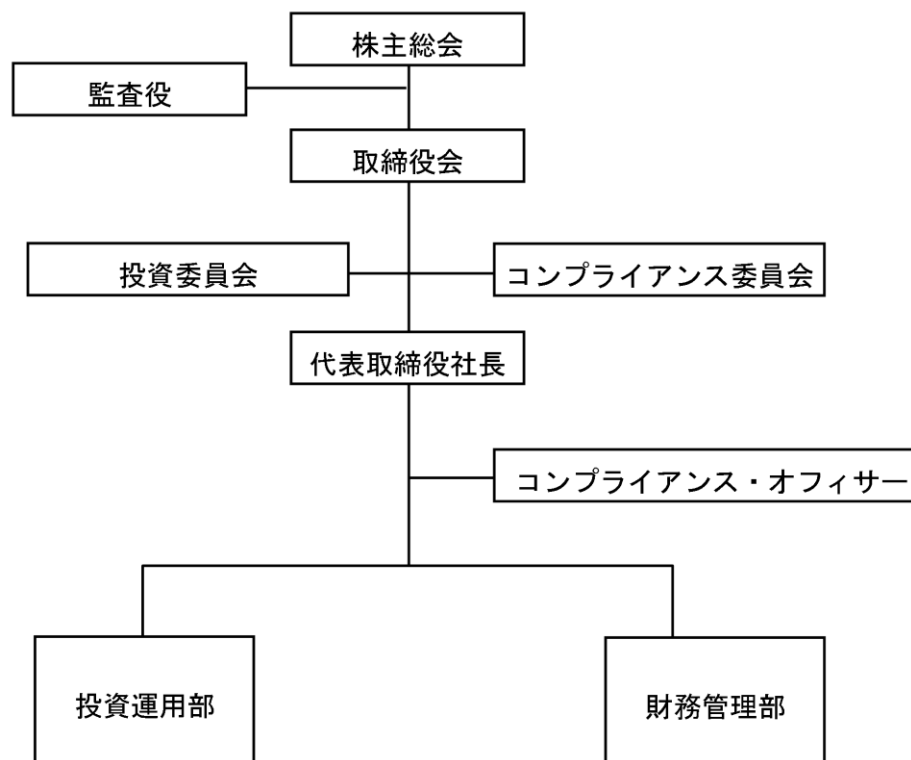 株主総会
監査役
取締役会
投資委員会
コンプライアンス委員会
代表取締役社長
コンプライアンス・オフィサー
投資運用部
財務管理部